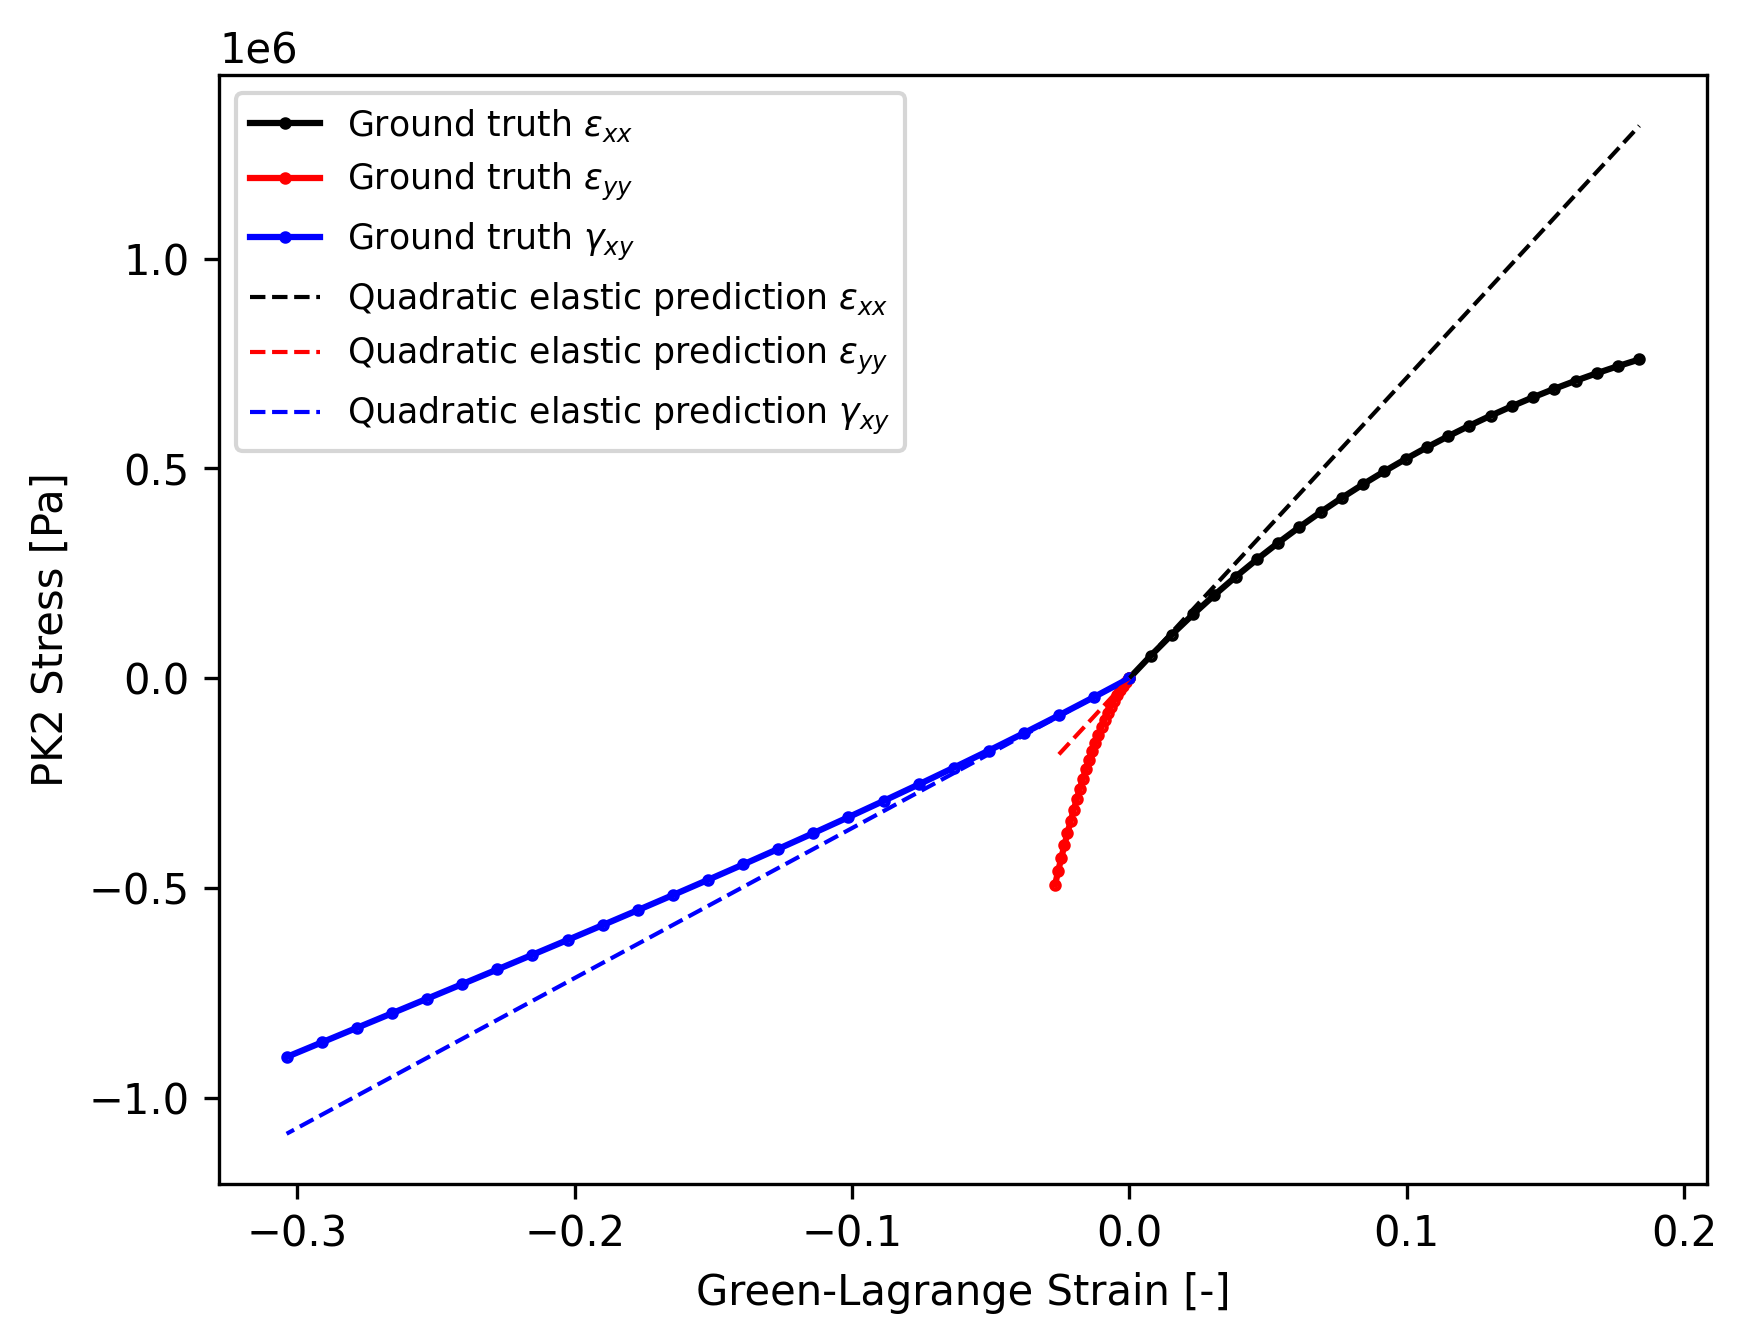 1e6
Ground truth εxx
Ground truth εyy
Ground truth γxy
Quadratic elastic prediction εxx
Quadratic elastic prediction εyy
Quadratic elastic prediction γxy
1.0
0.5
0.0
−0.5
−1.0
PK2 Stress [Pa]
−0.3 −0.2 −0.1 0.0 0.1 0.2
Green-Lagrange Strain [-]